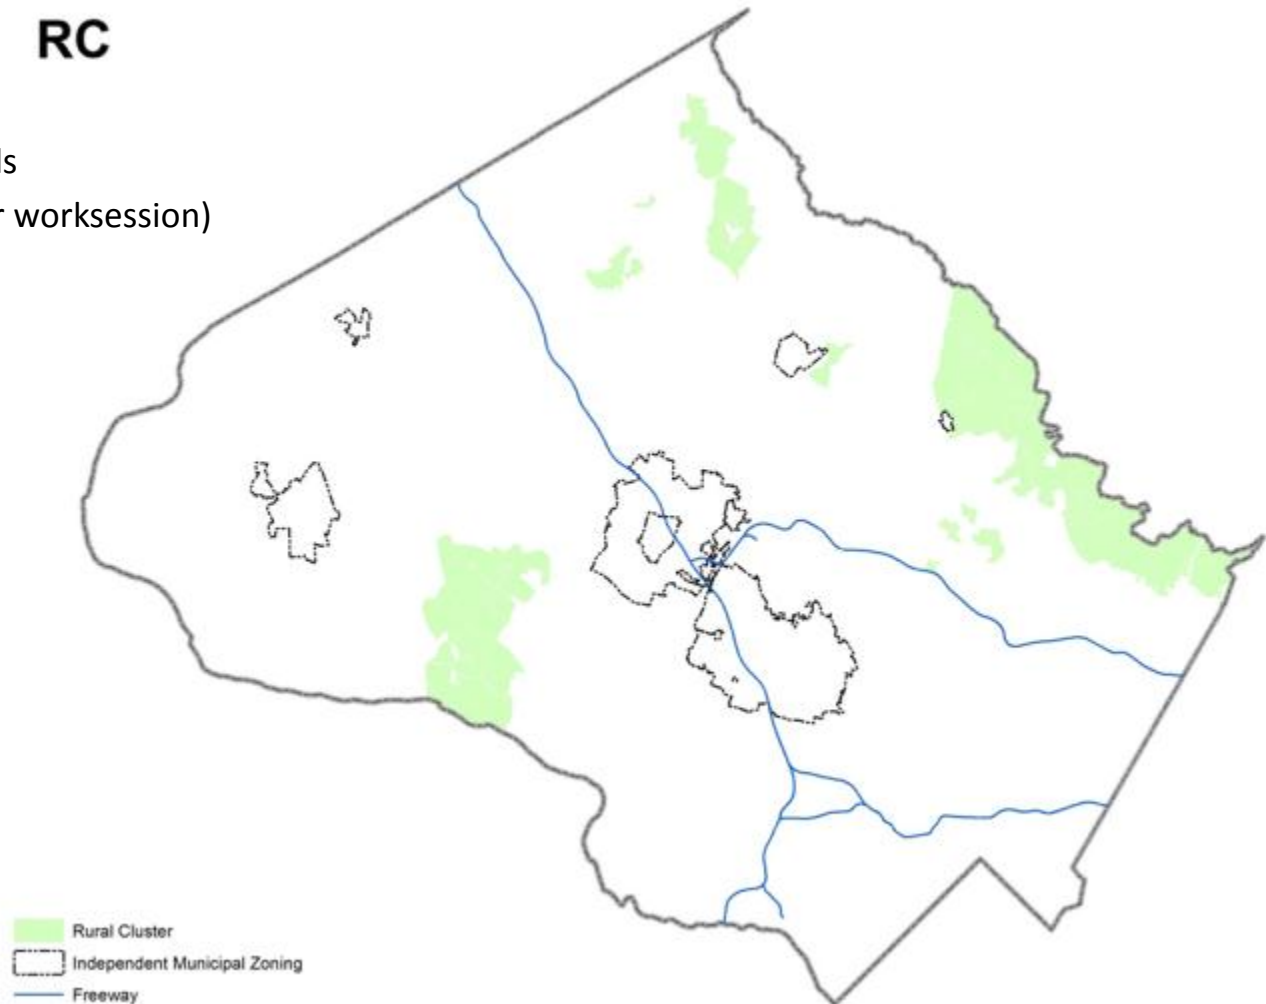 RC
ls
r worksession)
Rural Cluster
Independent Municipal Zoning
Freeway